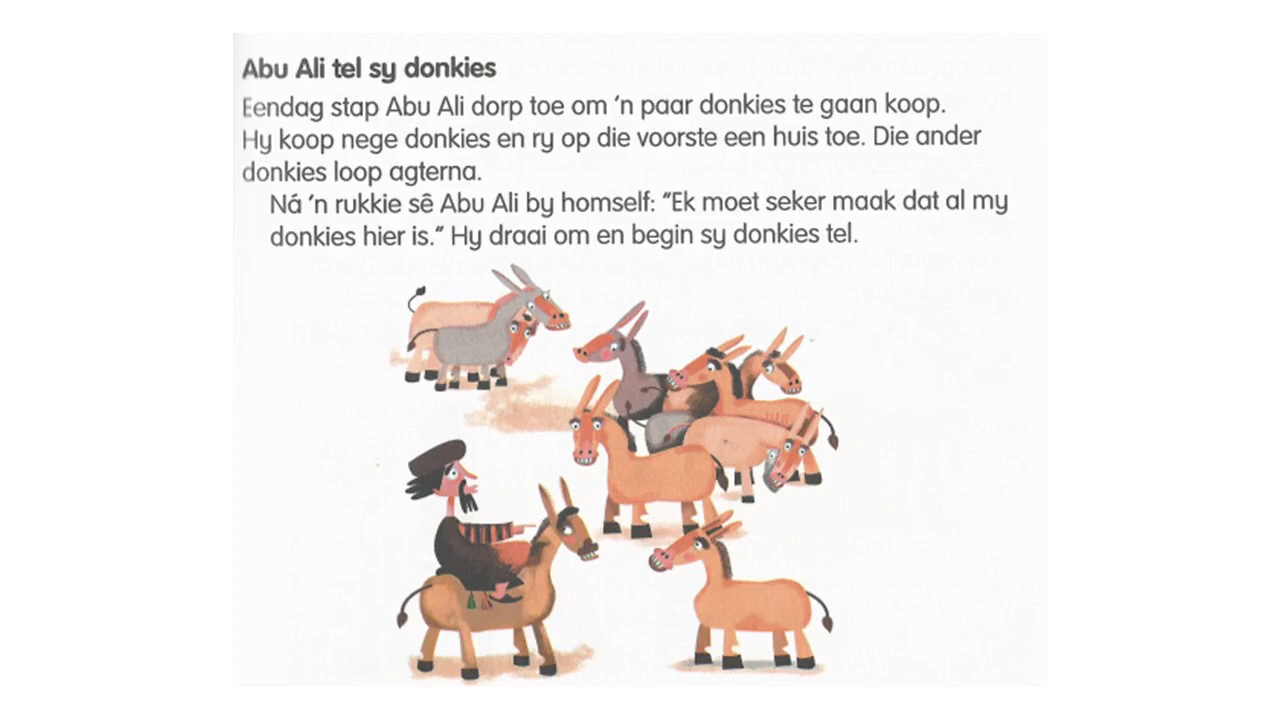 Abu Ali tel sy donkies
Eendag stap Abu Ali dorp toe om 'n paar donkies te gaan koop.
Hy koop nege donkies en ry op die voorste een huis toe. Die ander
donkies loop agterna.
Ná 'n rukkie sê Abu Ali by homself: "Ek moet seker maak dat al my
donkies hier is." Hy draai om en begin sy donkies tel.